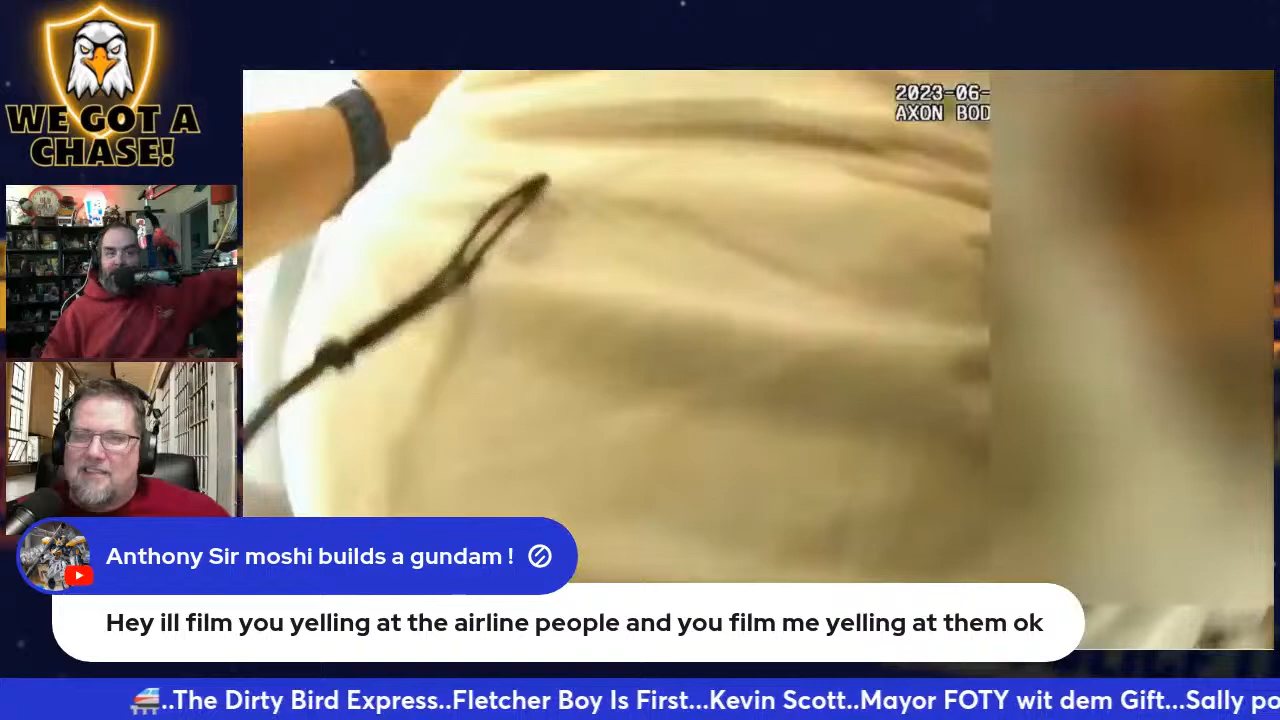 WE GOT A
CHASE!
2023-06-
AXON BOD
Anthony Sir moshi builds a gundam !
Hey ill film you yelling at the airline people and you film me yelling at them ok
..The Dirty Bird Express..Fletcher Boy Is First...Kevin Scott..Mayor FOTY wit dem Gift...Sally pa